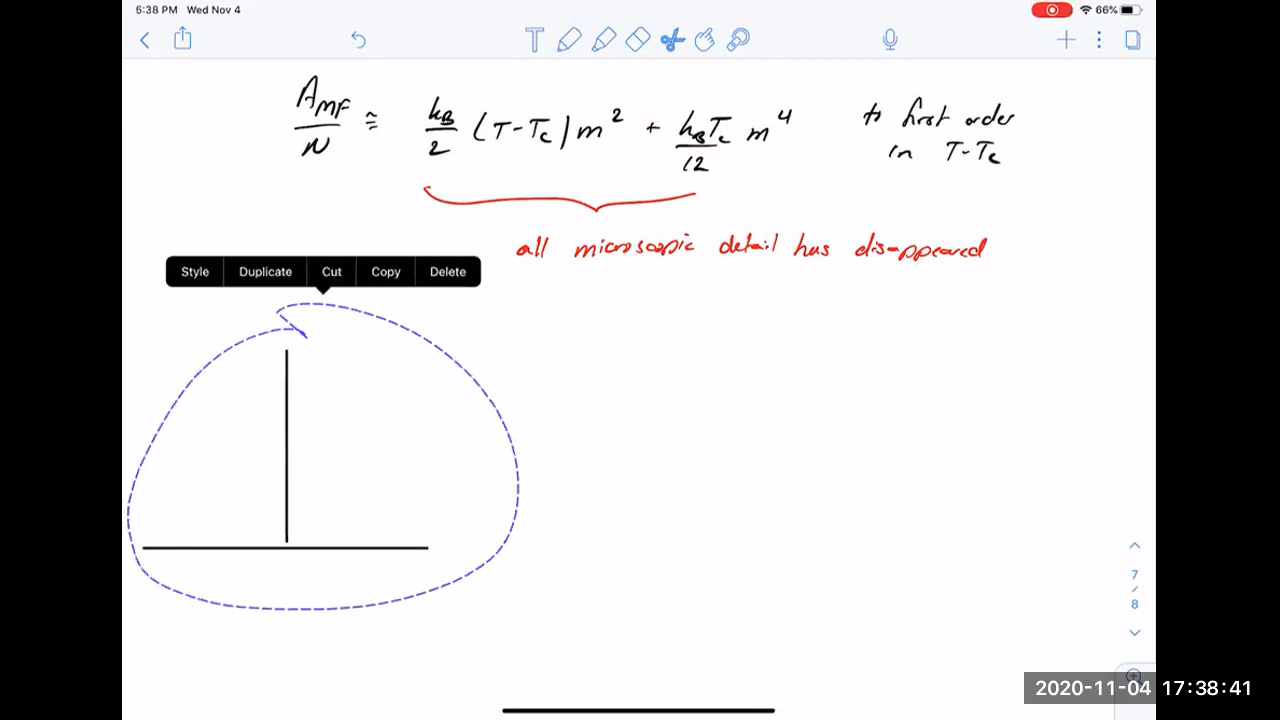 5:38 PM Wed Nov 4
66%
A_MF/N ≅ k_B/2 (T-T_c) m^2 + k_B T_c/12 m^4 to first order
in T-T_c
all microscopic detail has disappeared
Style Duplicate Cut Copy Delete
7
/
8
2020-11-04 17:38:41